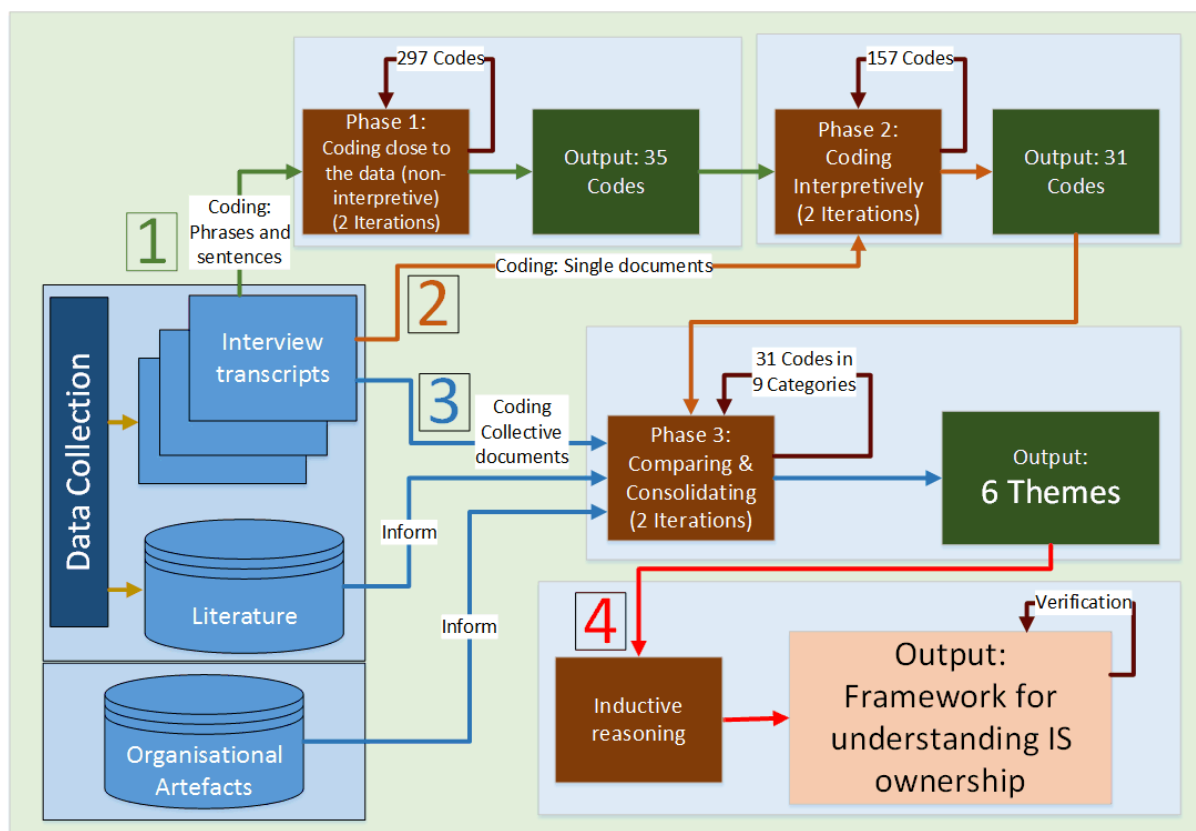 297 Codes
Phase 1:
Coding close to
the data (non-
interpretive)
(2 Iterations)
Output: 35
Codes
157 Codes
Phase 2:
Coding
Interpretively
(2 Iterations)
Output: 31
Codes
1
Coding:
Phrases and
sentences
2
Coding: Single documents
Data Collection
Interview
transcripts
3
Coding
Collective
documents
31 Codes in
9 Categories
Phase 3:
Comparing &
Consolidating
(2 Iterations)
Output:
6 Themes
Literature
Inform
Organisational
Artefacts
Inform
4
Inductive
reasoning
Verification
Output:
Framework for
understanding IS
ownership